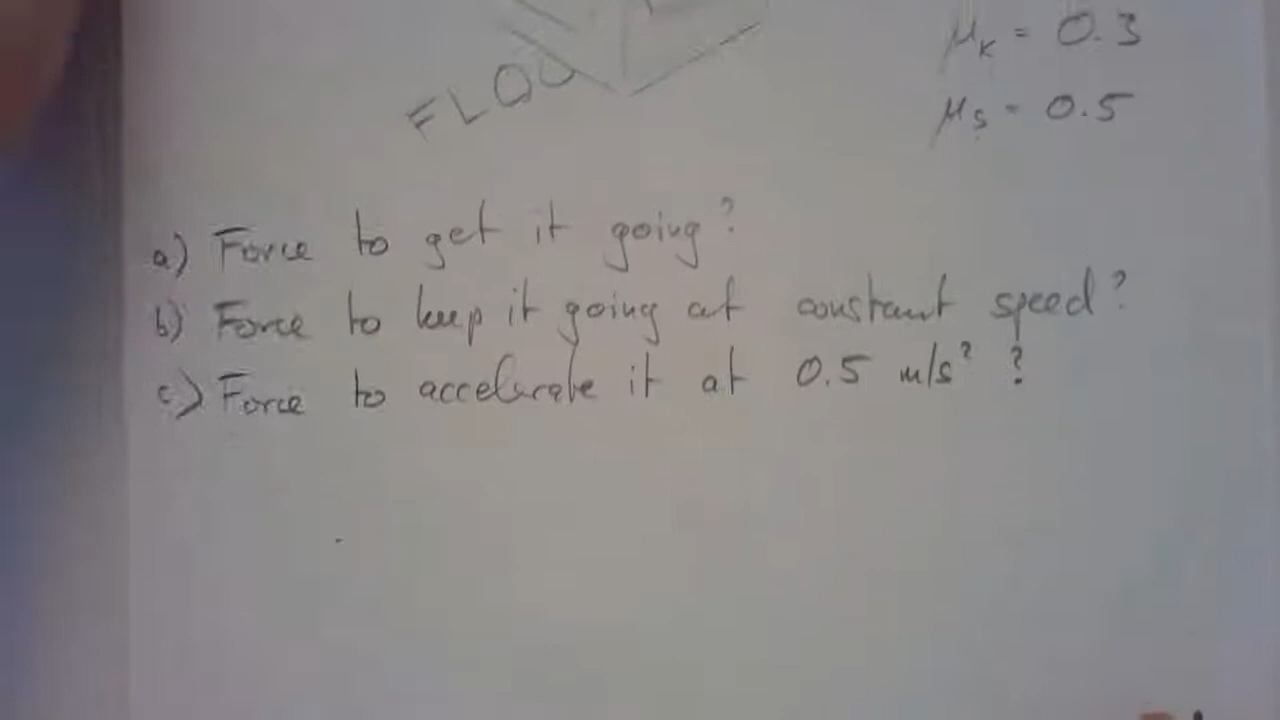 μK = 0.3
μs = 0.5
FLOU
a) Force to get it going?
b) Force to keep it going at constant speed?
c) Force to accelerate it at 0.5 m/s² ?